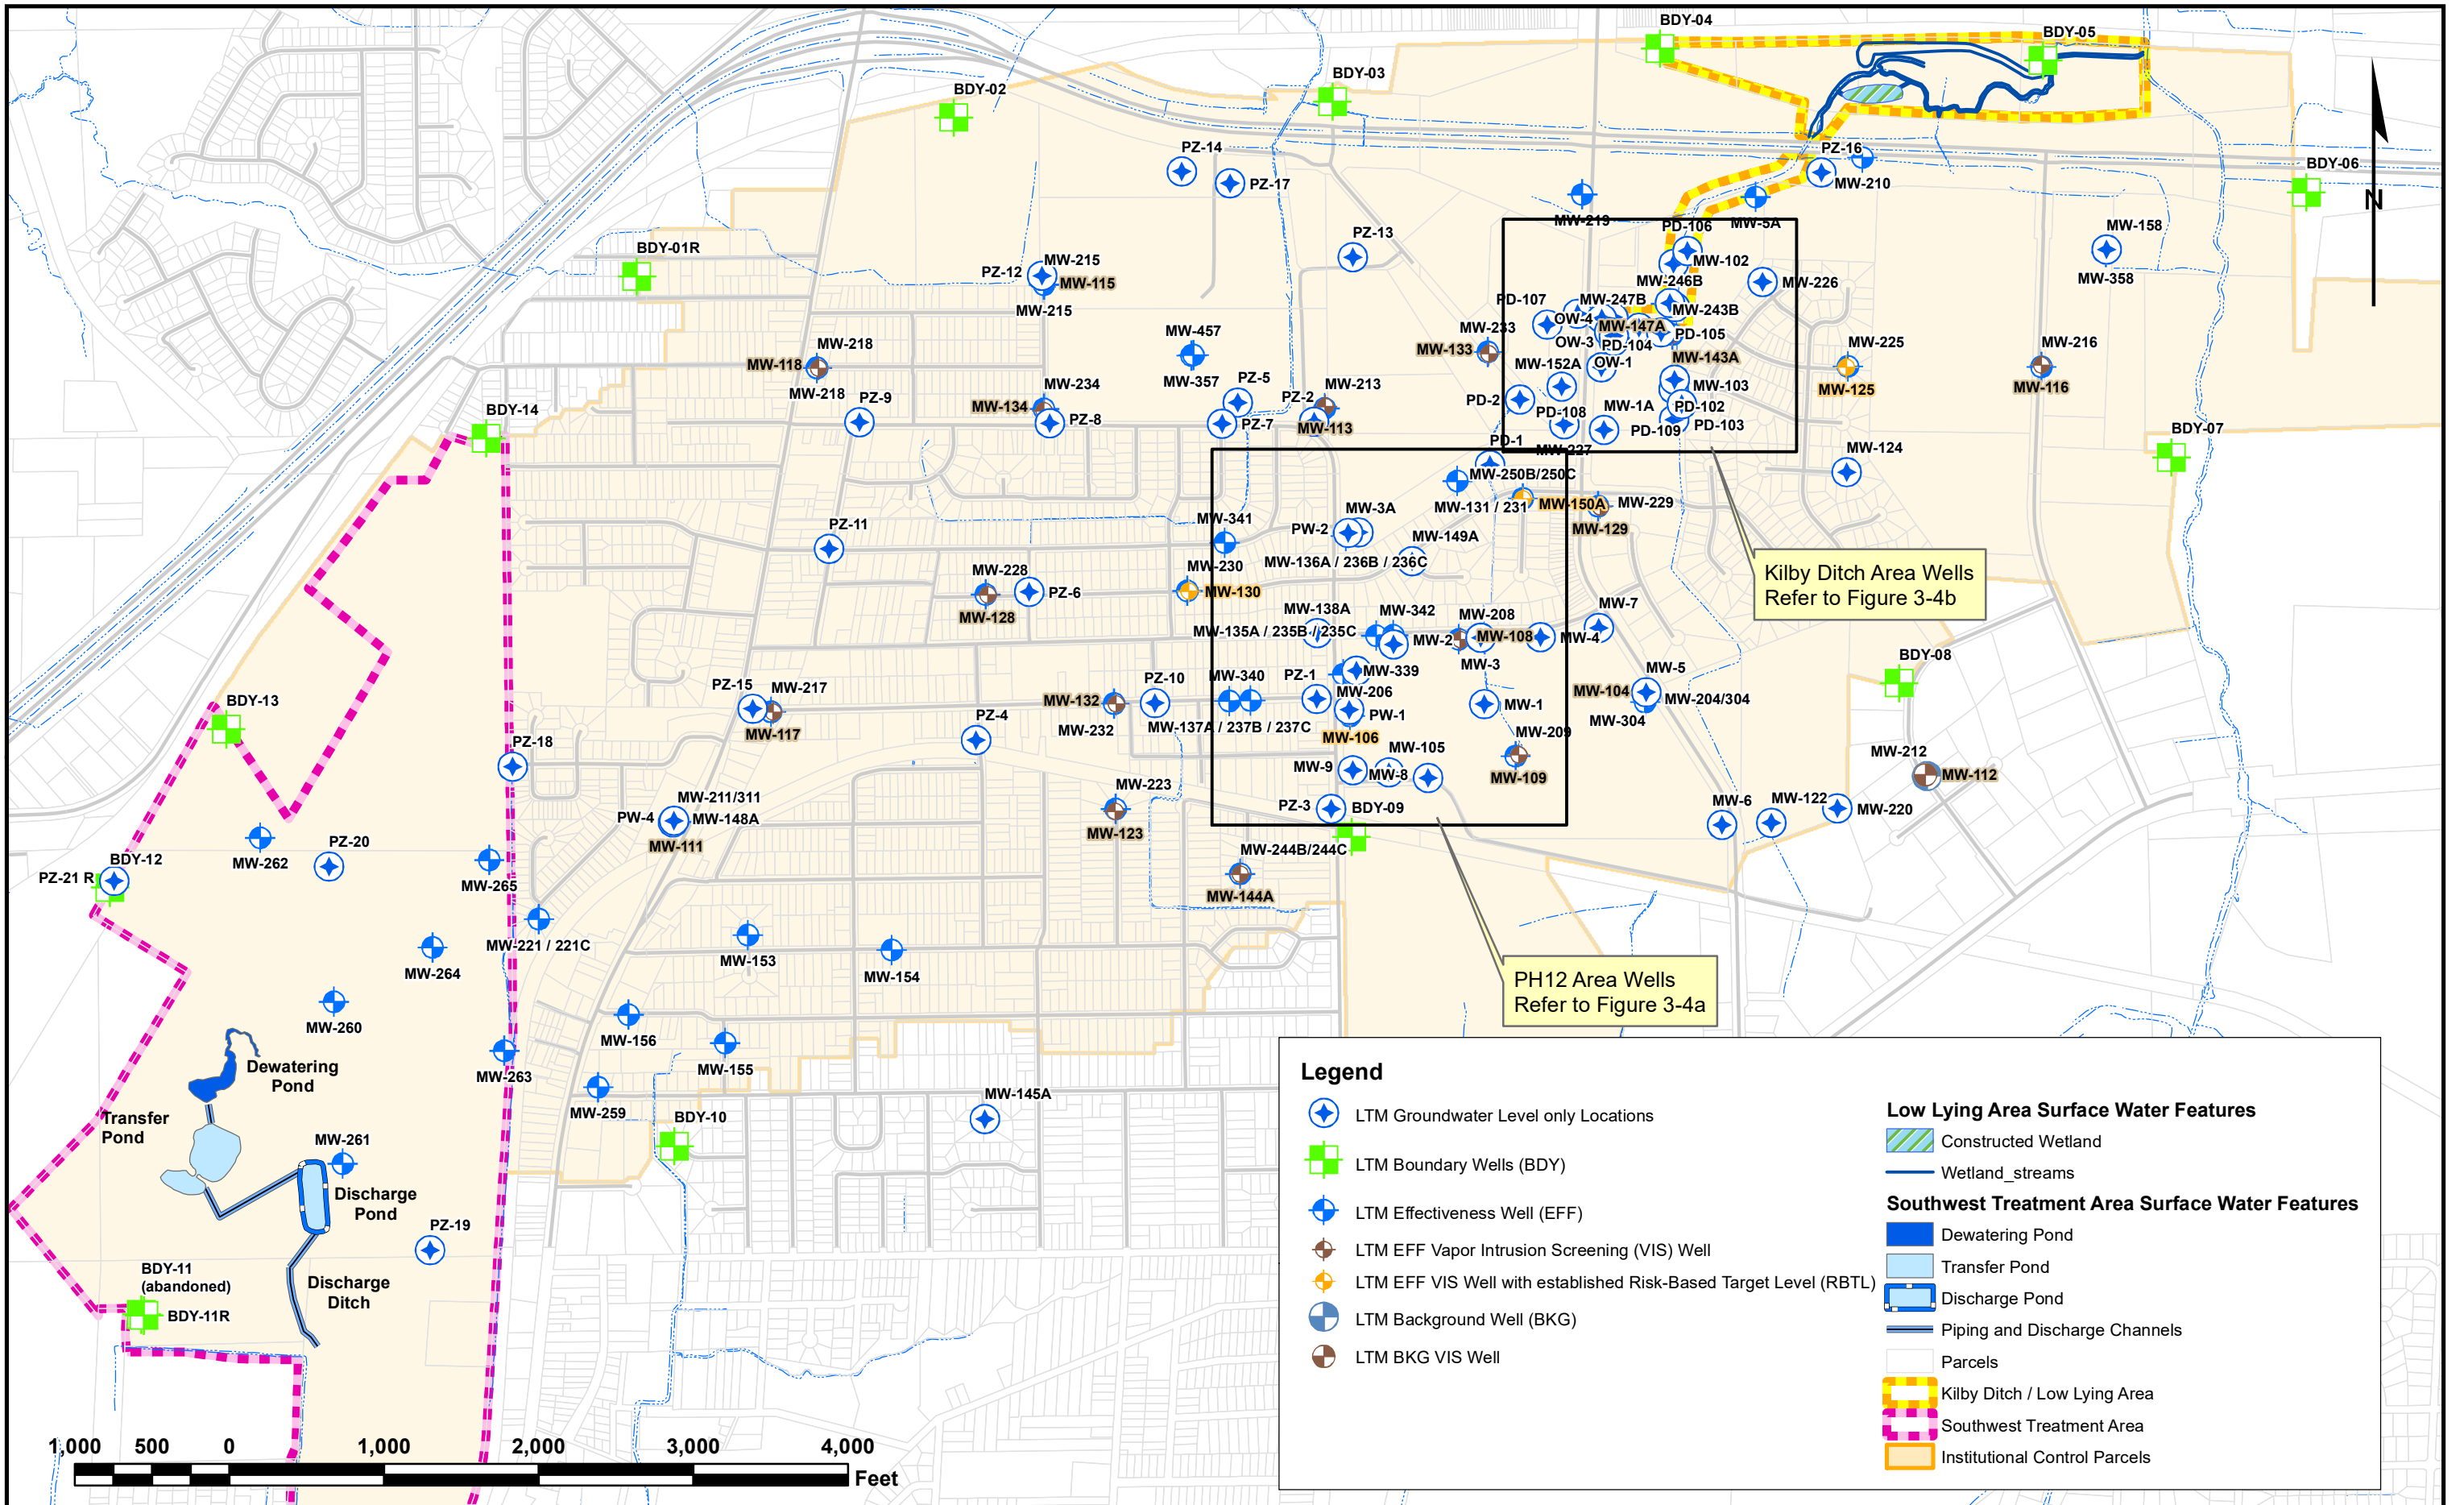 BDY-04
BDY-05
BDY-03
BDY-02
PZ-14
PZ-17
PZ-16
MW-210
BDY-06
N
MW-219
MW-5A
PD-106
MW-158
MW-358
BDY-01R
PZ-13
MW-215
PZ-12
MW-115
MW-215
MW-102
MW-246B
MW-226
PD-107
MW-247B
OW-4
MW-243B
MW-147A
PD-105
OW-3
PD-104
MW-143A
OW-1
MW-152A
MW-233
MW-133
MW-457
MW-357
MW-218
MW-118
MW-218
MW-225
MW-125
MW-216
MW-116
MW-234
MW-134
PZ-8
PZ-9
PZ-5
PZ-7
PZ-2
MW-213
MW-113
PD-2
PD-108
MW-1A
MW-103
PD-102
PD-109
PD-103
BDY-14
BDY-07
PD-1
MW-227
MW-124
MW-250B/250C
MW-131 / 231
MW-150A
MW-229
MW-129
MW-341
PW-2
MW-3A
MW-149A
MW-136A / 236B / 236C
PZ-11
MW-228
MW-128
PZ-6
MW-230
MW-130
Kilby Ditch Area Wells
Refer to Figure 3-4b
MW-138A
MW-342
MW-208
MW-7
MW-135A / 235B / 235C
MW-2
MW-108
MW-4
MW-3
BDY-08
PZ-1
MW-339
MW-5
MW-340
PZ-10
MW-132
MW-232
MW-206
PW-1
MW-1
MW-104
MW-204/304
MW-304
MW-137A / 237B / 237C
MW-106
PZ-15
MW-217
MW-117
BDY-13
PZ-4
PZ-18
MW-209
MW-109
MW-105
MW-9
MW-8
MW-212
MW-112
PZ-3
BDY-09
MW-6
MW-122
MW-220
MW-211/311
PW-4
MW-148A
MW-111
MW-223
MW-123
MW-262
PZ-20
MW-265
BDY-12
PZ-21 R
MW-244B/244C
MW-144A
MW-221 / 221C
MW-264
MW-153
MW-154
PH12 Area Wells
Refer to Figure 3-4a
MW-260
MW-156
MW-155
MW-263
MW-259
Dewatering
Pond
Transfer
Pond
MW-145A
BDY-10
MW-261
Discharge
Pond
PZ-19
BDY-11
(abandoned)
BDY-11R
Discharge
Ditch
1,000 500 0 1,000 2,000 3,000 4,000
Feet
Legend
LTM Groundwater Level only Locations
LTM Boundary Wells (BDY)
LTM Effectiveness Well (EFF)
LTM EFF Vapor Intrusion Screening (VIS) Well
LTM EFF VIS Well with established Risk-Based Target Level (RBTL)
LTM Background Well (BKG)
LTM BKG VIS Well
Low Lying Area Surface Water Features
Constructed Wetland
Wetland_streams
Southwest Treatment Area Surface Water Features
Dewatering Pond
Transfer Pond
Discharge Pond
Piping and Discharge Channels
Parcels
Kilby Ditch / Low Lying Area
Southwest Treatment Area
Institutional Control Parcels